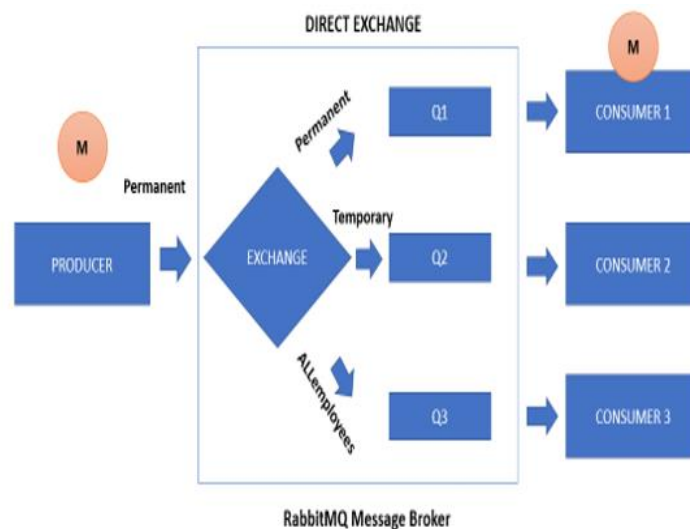 DIRECT EXCHANGE
M
M
Permanent
Permanent
Q1
CONSUMER 1
PRODUCER
EXCHANGE
Temporary
Q2
CONSUMER 2
ALLemployees
Q3
CONSUMER 3
RabbitMQ Message Broker